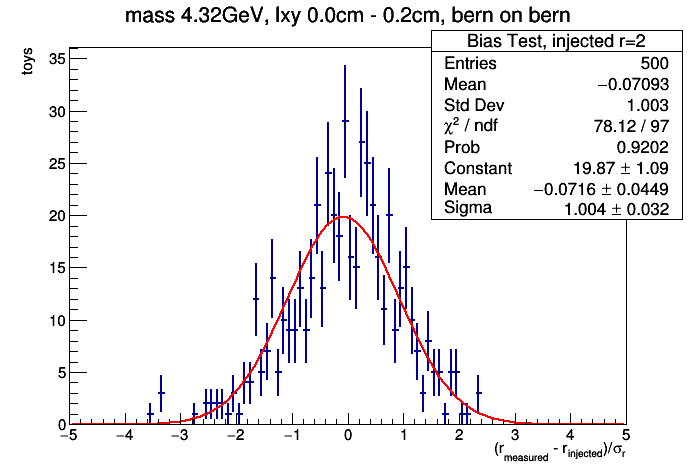 mass 4.32GeV, lxy 0.0cm - 0.2cm, bern on bern
toys
Bias Test, injected r=2
Entries 500
Mean −0.07093
Std Dev 1.003
χ² / ndf 78.12 / 97
Prob 0.9202
Constant 19.87 ± 1.09
Mean −0.0716 ± 0.0449
Sigma 1.004 ± 0.032
35
30
25
20
15
10
5
0
−5 −4 −3 −2 −1 0 1 2 3 4 5
(r_measured - r_injected)/σ_r